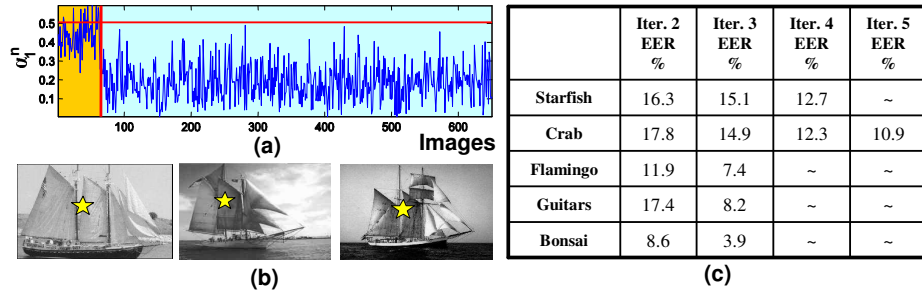 0.5
0.4
0.3
0.2
0.1
α₁ⁿ
100 200 300 400 500 600
(a) Images
(b)
Iter. 2 EER % Iter. 3 EER % Iter. 4 EER % Iter. 5 EER %
Starfish 16.3 15.1 12.7 ~
Crab 17.8 14.9 12.3 10.9
Flamingo 11.9 7.4 ~ ~
Guitars 17.4 8.2 ~ ~
Bonsai 8.6 3.9 ~ ~
(c)